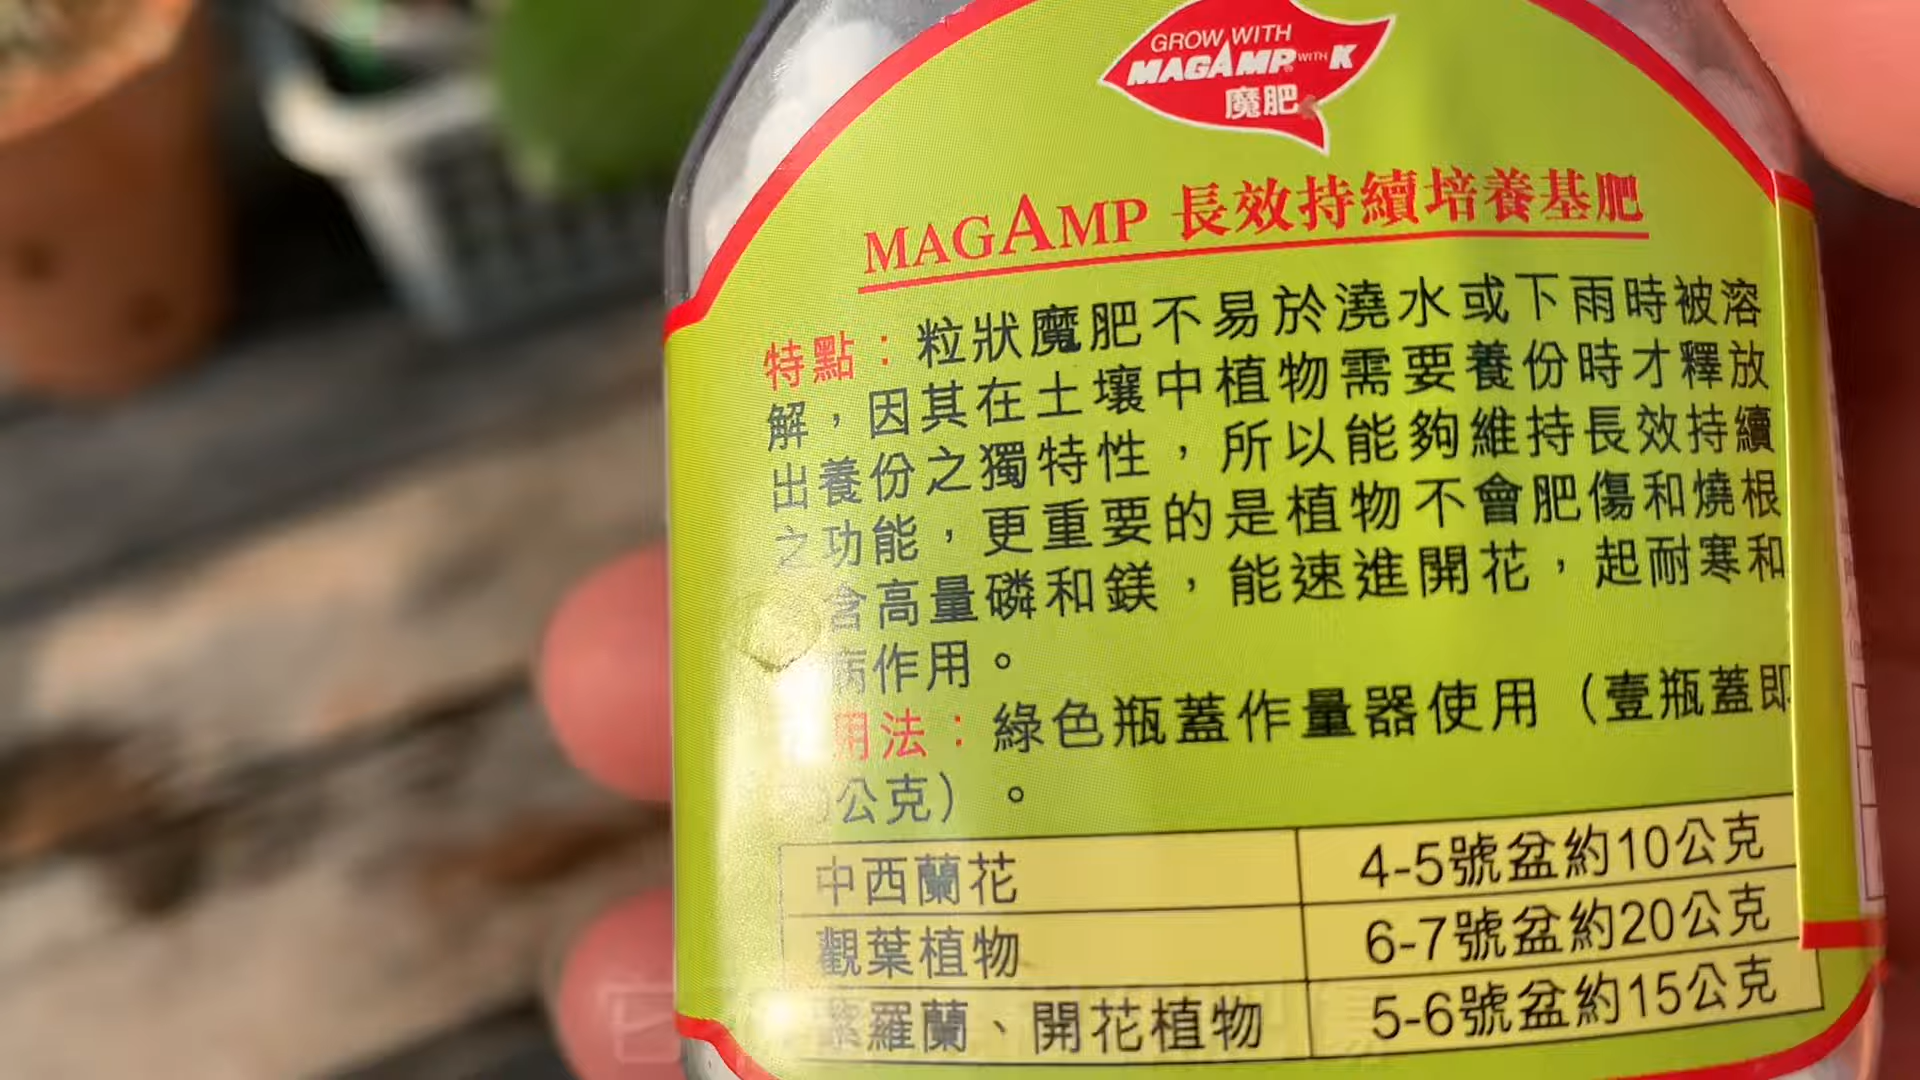 GROW WITH
MAGAMP WITH K
魔肥
MAGAMP 長效持續培養基肥
特點：粒狀魔肥不易於澆水或下雨時被溶
解，因其在土壤中植物需要養份時才釋放
出養份之獨特性，所以能夠維持長效持續
之功能，更重要的是植物不會肥傷和燒根
含高量磷和鎂，能速進開花，起耐寒和
病作用。
用法：綠色瓶蓋作量器使用（壹瓶蓋即
公克）。
中西蘭花 4-5號盆約10公克
觀葉植物 6-7號盆約20公克
羅蘭、開花植物 5-6號盆約15公克